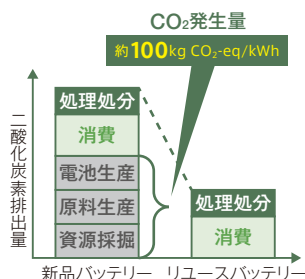 CO₂発生量
約100kg CO₂-eq/kWh
二酸化炭素排出量
処理処分
消費
電池生産
原料生産
資源採掘
処理処分
消費
新品バッテリー リユースバッテリー